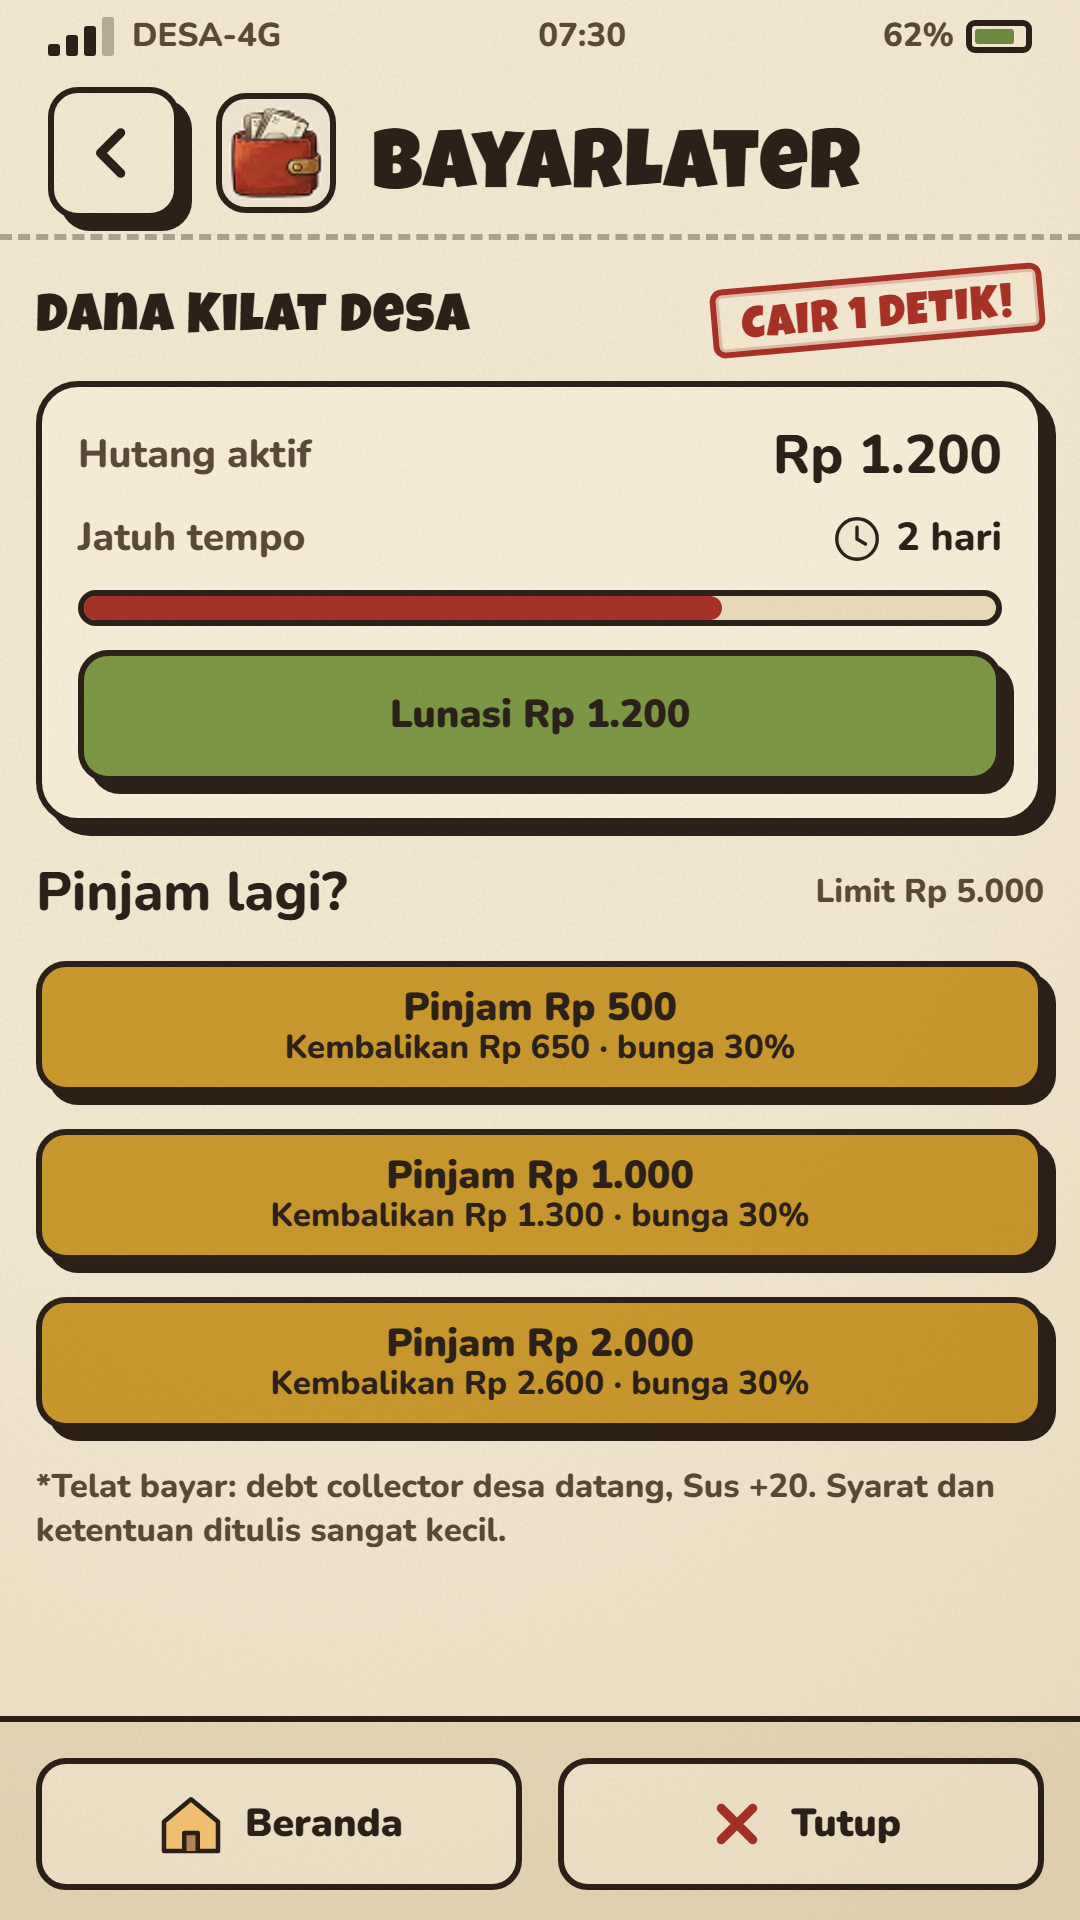 DESA-4G
07:30
62%
BAYARLATER
DANA KILAT DESA
CAIR 1 DETIK!
Hutang aktif
Rp 1.200
Jatuh tempo
2 hari
Lunasi Rp 1.200
Pinjam lagi?
Limit Rp 5.000
Pinjam Rp 500
Kembalikan Rp 650 · bunga 30%
Pinjam Rp 1.000
Kembalikan Rp 1.300 · bunga 30%
Pinjam Rp 2.000
Kembalikan Rp 2.600 · bunga 30%
*Telat bayar: debt collector desa datang, Sus +20. Syarat dan
ketentuan ditulis sangat kecil.
Beranda
Tutup